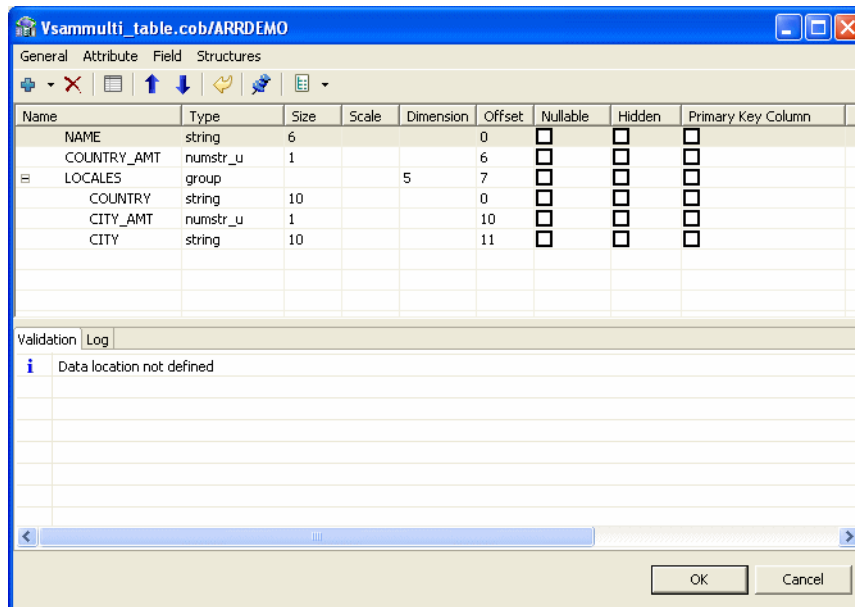 Vsammulti_table.cob/ARRDEMO
General Attribute Field Structures
Name Type Size Scale Dimension Offset Nullable Hidden Primary Key Column
NAME string 6 0
COUNTRY_AMT numstr_u 1 6
LOCALES group 5 7
COUNTRY string 10 0
CITY_AMT numstr_u 1 10
CITY string 10 11
Validation Log
i Data location not defined
OK Cancel